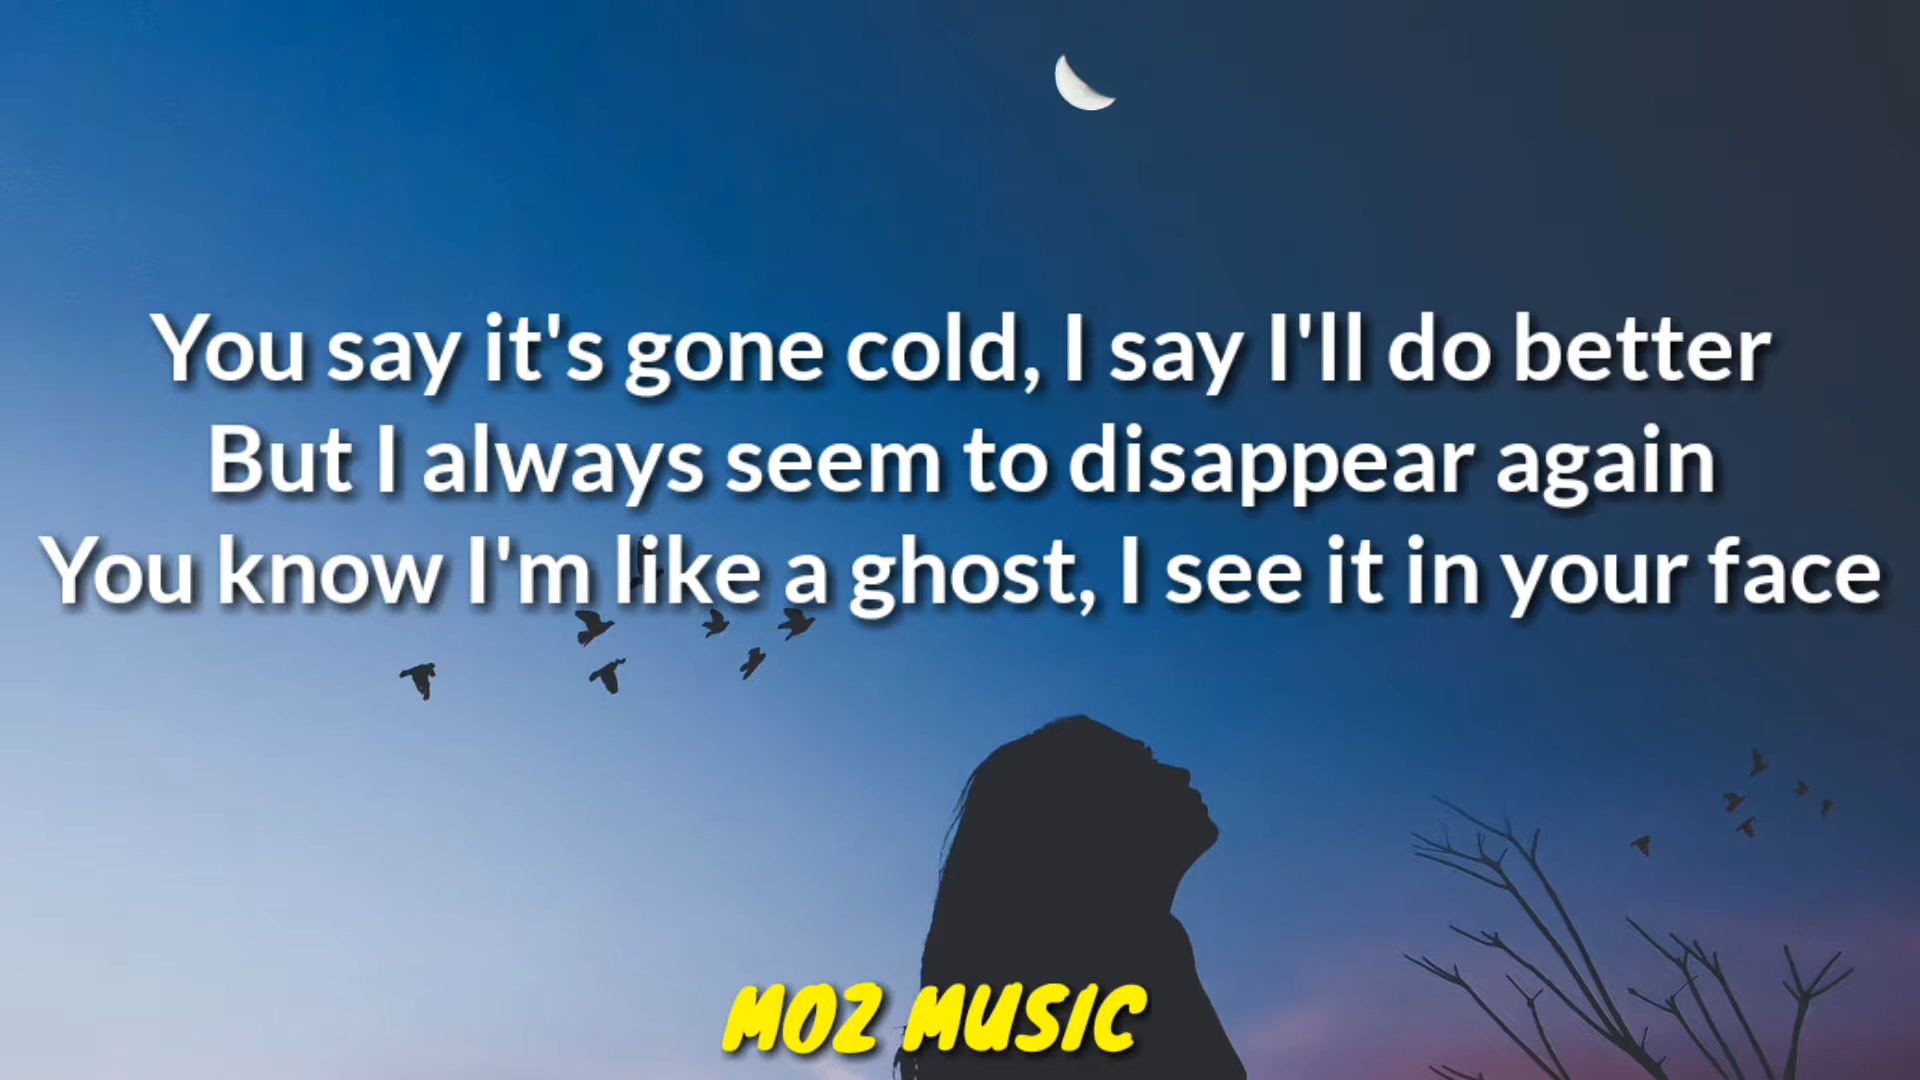 You say it's gone cold, I say I'll do better
But I always seem to disappear again
You know I'm like a ghost, I see it in your face
MOZ MUSIC